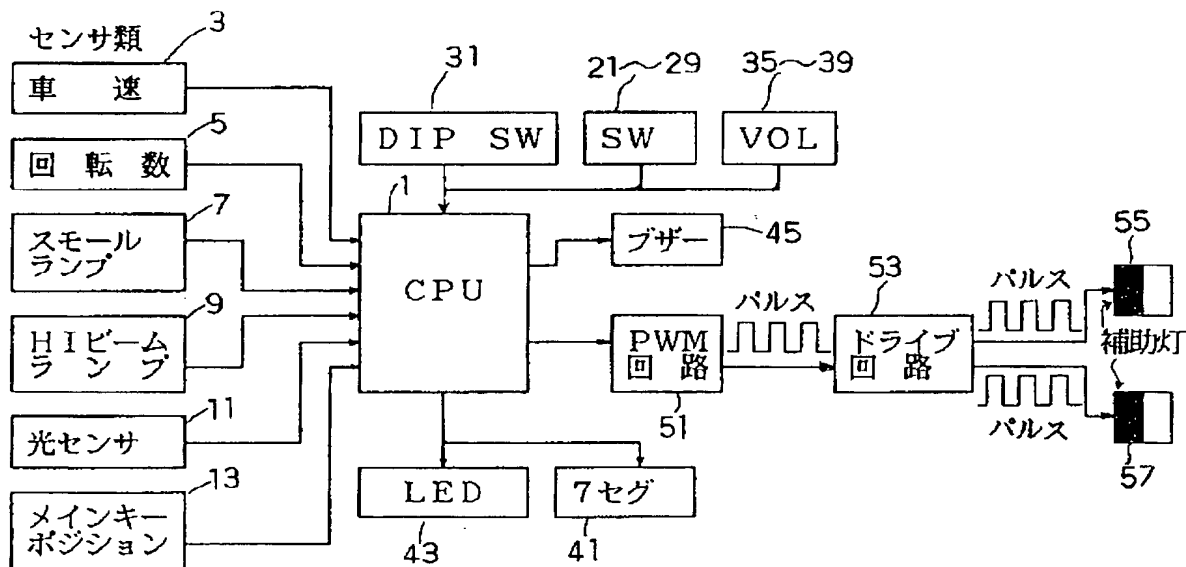 センサ類
3
車 速
5
回 転 数
7
スモール
ランプ
9
HIビーム
ランプ
11
光センサ
13
メインキー
ポジション
31
DIP SW
21～29
SW
35～39
VOL
1
CPU
ブザー
45
PWM
回 路
51
パルス
53
ドライブ
回 路
パルス
パルス
55
補助灯
57
LED
43
7セグ
41